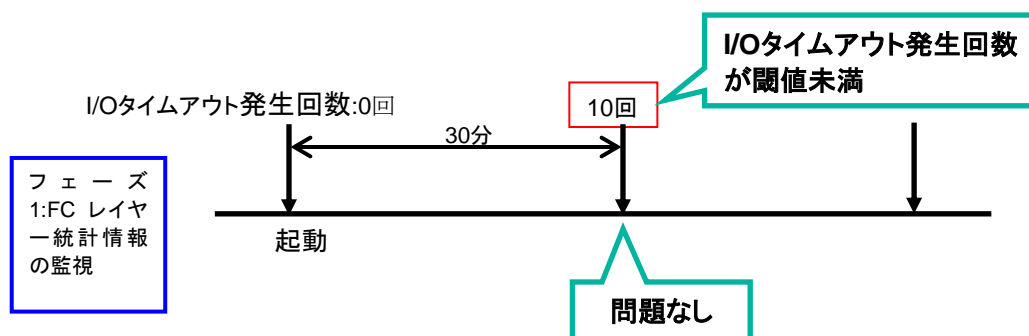 I/Oタイムアウト発生回数
が閾値未満
I/Oタイムアウト発生回数:0回
10回
30分
フェーズ
1:FC レイヤ
ー統計情報
の監視
起動
問題なし